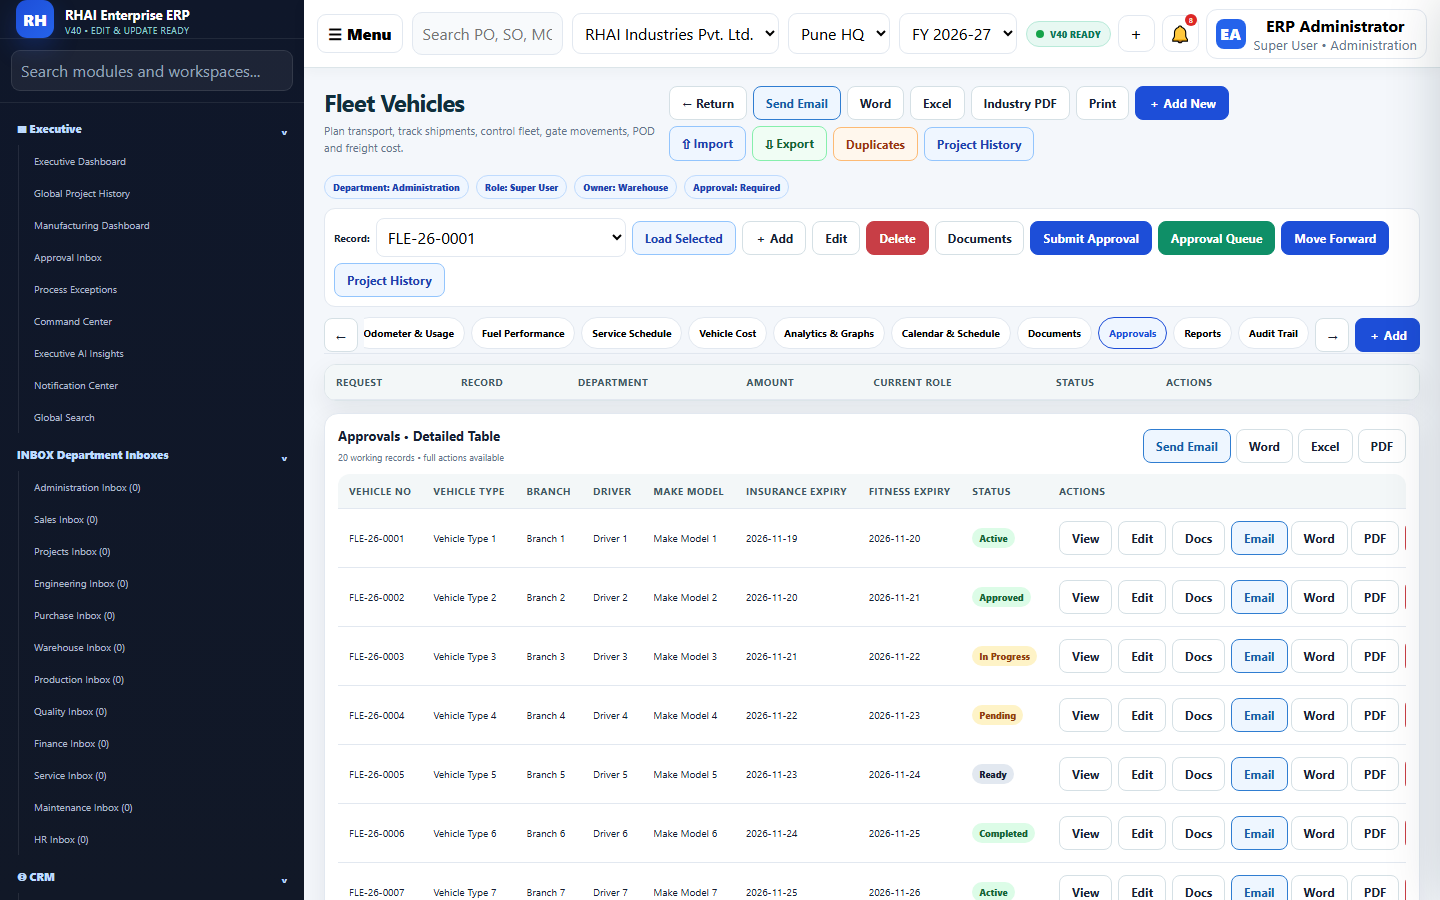 RH
RHAI Enterprise ERP
V40 • EDIT & UPDATE READY
Search modules and workspaces...
Executive
Executive Dashboard
Global Project History
Manufacturing Dashboard
Approval Inbox
Process Exceptions
Command Center
Executive AI Insights
Notification Center
Global Search
INBOX Department Inboxes
Administration Inbox (0)
Sales Inbox (0)
Projects Inbox (0)
Engineering Inbox (0)
Purchase Inbox (0)
Warehouse Inbox (0)
Production Inbox (0)
Quality Inbox (0)
Finance Inbox (0)
Service Inbox (0)
Maintenance Inbox (0)
HR Inbox (0)
CRM
☰ Menu
Search PO, SO, MC
RHAI Industries Pvt. Ltd.
Pune HQ
FY 2026-27
V40 READY
+
8
EA
ERP Administrator
Super User • Administration
Fleet Vehicles
Plan transport, track shipments, control fleet, gate movements, POD
and freight cost.
← Return
Send Email
Word
Excel
Industry PDF
Print
+ Add New
⇧ Import
⇩ Export
Duplicates
Project History
Department: Administration
Role: Super User
Owner: Warehouse
Approval: Required
Record:
FLE-26-0001
Load Selected
+ Add
Edit
Delete
Documents
Submit Approval
Approval Queue
Move Forward
Project History
←
Odometer & Usage
Fuel Performance
Service Schedule
Vehicle Cost
Analytics & Graphs
Calendar & Schedule
Documents
Approvals
Reports
Audit Trail
→
+ Add
REQUEST RECORD DEPARTMENT AMOUNT CURRENT ROLE STATUS ACTIONS
Approvals • Detailed Table
20 working records • full actions available
Send Email
Word
Excel
PDF
VEHICLE NO VEHICLE TYPE BRANCH DRIVER MAKE MODEL INSURANCE EXPIRY FITNESS EXPIRY STATUS ACTIONS
FLE-26-0001 Vehicle Type 1 Branch 1 Driver 1 Make Model 1 2026-11-19 2026-11-20 Active View Edit Docs Email Word PDF
FLE-26-0002 Vehicle Type 2 Branch 2 Driver 2 Make Model 2 2026-11-20 2026-11-21 Approved View Edit Docs Email Word PDF
FLE-26-0003 Vehicle Type 3 Branch 3 Driver 3 Make Model 3 2026-11-21 2026-11-22 In Progress View Edit Docs Email Word PDF
FLE-26-0004 Vehicle Type 4 Branch 4 Driver 4 Make Model 4 2026-11-22 2026-11-23 Pending View Edit Docs Email Word PDF
FLE-26-0005 Vehicle Type 5 Branch 5 Driver 5 Make Model 5 2026-11-23 2026-11-24 Ready View Edit Docs Email Word PDF
FLE-26-0006 Vehicle Type 6 Branch 6 Driver 6 Make Model 6 2026-11-24 2026-11-25 Completed View Edit Docs Email Word PDF
FLE-26-0007 Vehicle Type 7 Branch 7 Driver 7 Make Model 7 2026-11-25 2026-11-26 Active View Edit Docs Email Word PDF